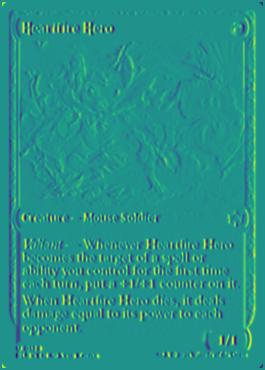 Heartfire Hero
Creature - Mouse Soldier
Valiant - Whenever Heartfire Hero
becomes the target of a spell or
ability you control for the first time
each turn, put a +1/+1 counter on it.
When Heartfire Hero dies, it deals
damage equal to its power to each
opponent.
1/1